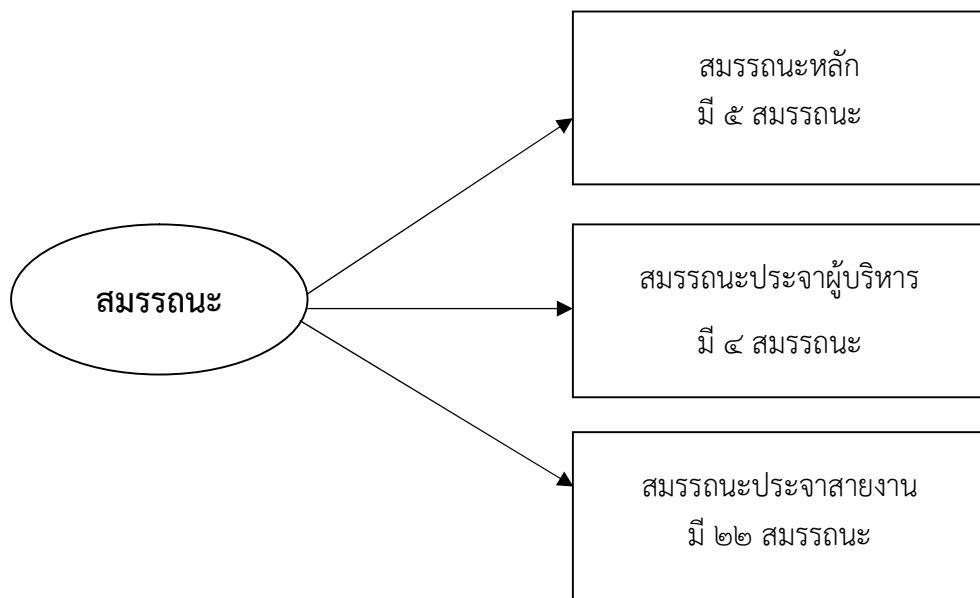 สมรรถนะหลัก
มี ๕ สมรรถนะ
สมรรถนะ
สมรรถนะประจาผู้บริหาร
มี ๔ สมรรถนะ
สมรรถนะประจาสายงาน
มี ๒๒ สมรรถนะ